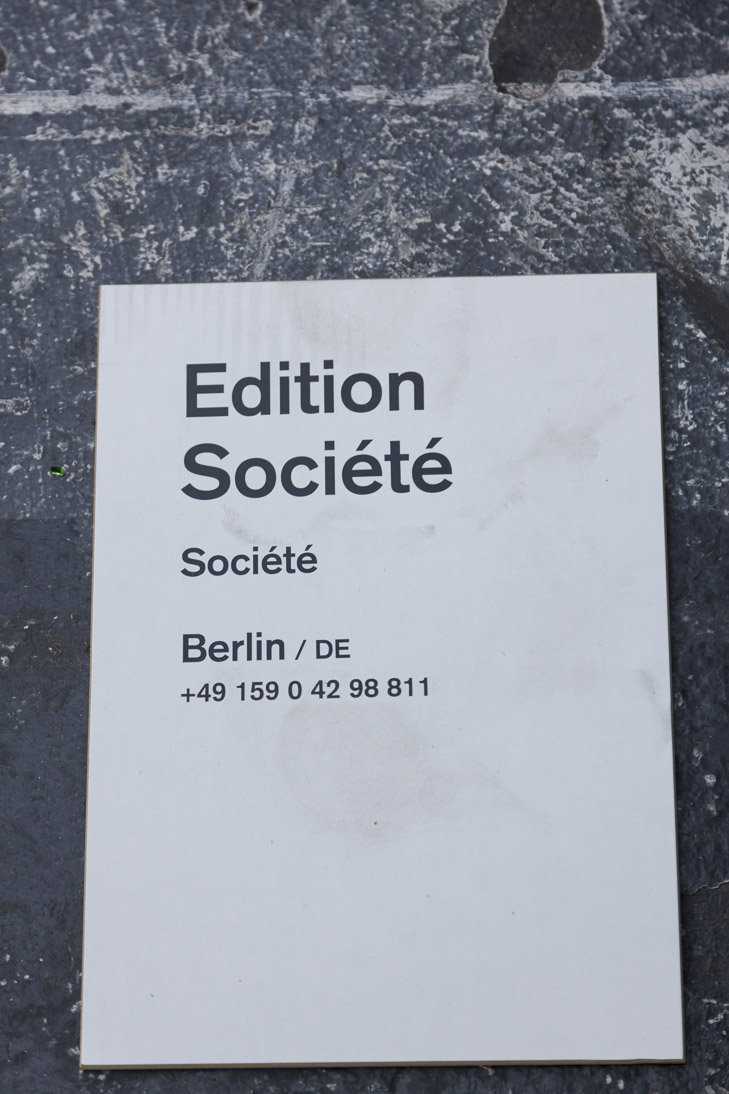 Edition
Société
Société
Berlin / DE
+49 159 0 42 98 811